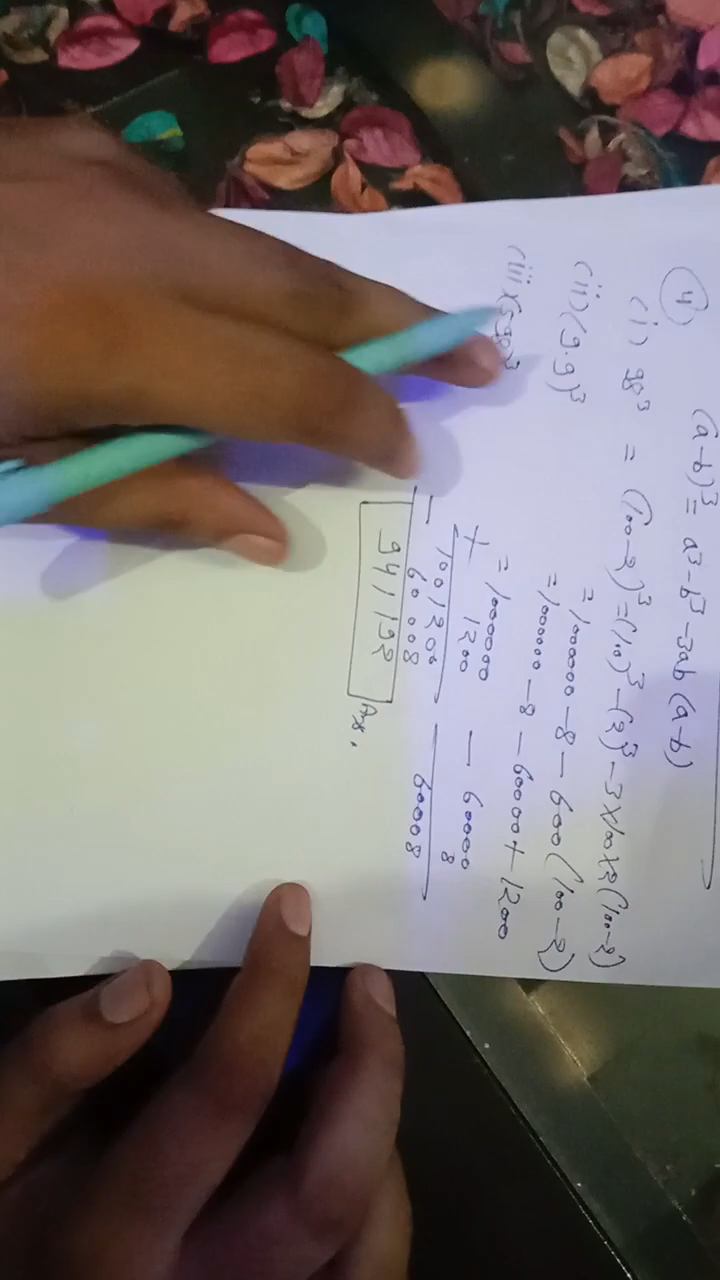 (a-b)³ = a³-b³-3ab(a-b)
④
(i) 98³ = (100-2)³ = (100)³-(2)³-3×100×2(100-2)
= 1000000-8-600(100-2)
= 1000000-8-60000+1200
= 1000000
+ 1200
1001200
- 60008
941192 Ans.
- 60000
8
60008
(ii) (9.9)³
(iii)